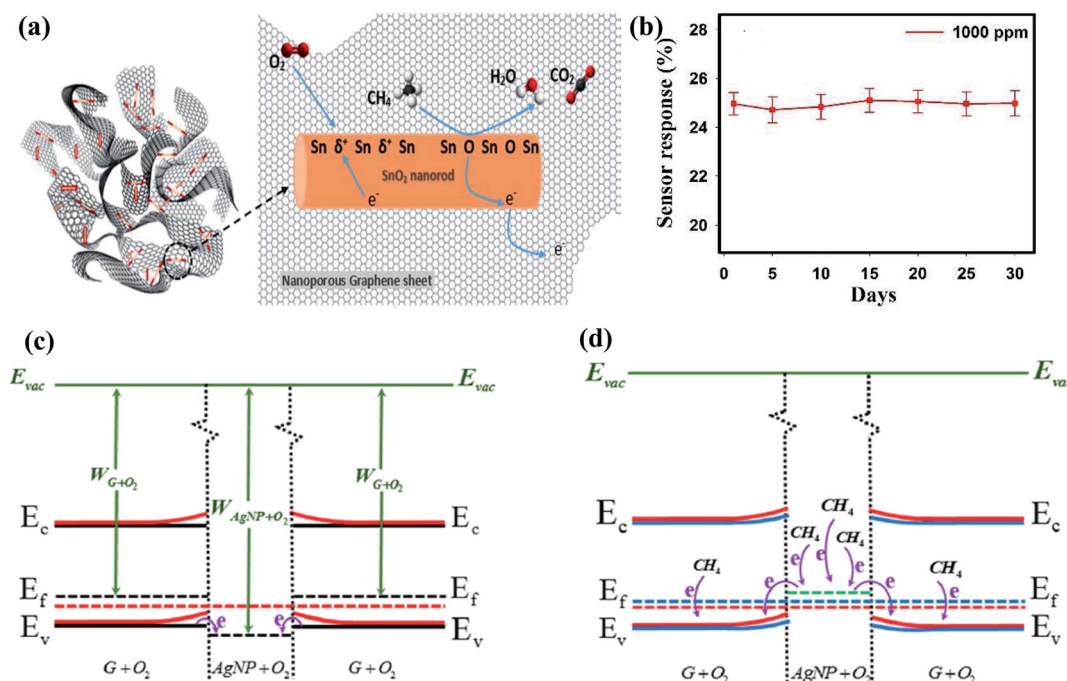 (a)
O2
CH4
H2O
CO2
Sn δ+ Sn δ+ Sn Sn O Sn O Sn
SnO2 nanorod
e-
e-
e-
Nanoporous Graphene sheet
(b)
1000 ppm
Sensor response (%)
28
26
24
22
20
0 5 10 15 20 25 30
Days
(c)
Evac Evac
WG+O2 WAgNP+O2 WG+O2
Ec Ec
Ef Ef
Ev e e Ev
G+O2 AgNP+O2 G+O2
(d)
Evac Evac
Ec Ec
CH4
CH4 CH4
CH4 e e e e CH4
Ef Ef
Ev Ev
G+O2 AgNP+O2 G+O2